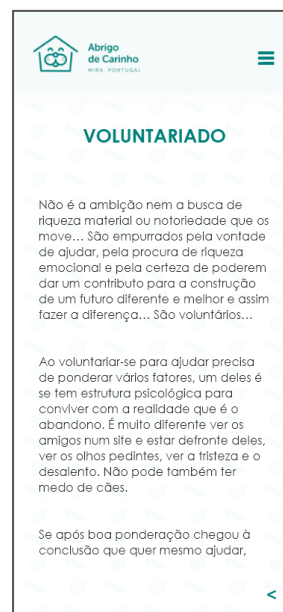 Abrigo
de Carinho
MIRA. PORTUGAL
VOLUNTARIADO
Não é a ambição nem a busca de
riqueza material ou notoriedade que os
move... São empurrados pela vontade
de ajudar, pela procura de riqueza
emocional e pela certeza de poderem
dar um contributo para a construção
de um futuro diferente e melhor e assim
fazer a diferença... São voluntários...
Ao voluntariar-se para ajudar precisa
de ponderar vários fatores, um deles é
se tem estrutura psicológica para
conviver com a realidade que é o
abandono. É muito diferente ver os
amigos num site e estar defronte deles,
ver os olhos pedintes, ver a tristeza e o
desalento. Não pode também ter
medo de cães.
Se após boa ponderação chegou à
conclusão que quer mesmo ajudar,
<